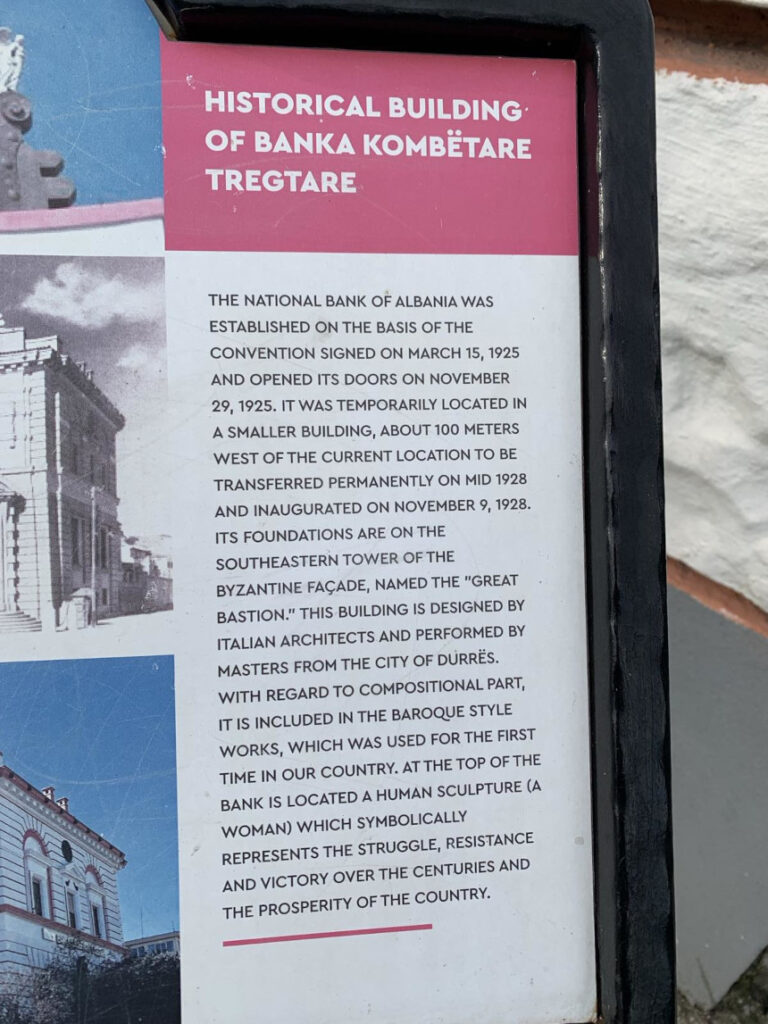 HISTORICAL BUILDING
OF BANKA KOMBËTARE
TREGTARE
THE NATIONAL BANK OF ALBANIA WAS
ESTABLISHED ON THE BASIS OF THE
CONVENTION SIGNED ON MARCH 15, 1925
AND OPENED ITS DOORS ON NOVEMBER
29, 1925. IT WAS TEMPORARILY LOCATED IN
A SMALLER BUILDING, ABOUT 100 METERS
WEST OF THE CURRENT LOCATION TO BE
TRANSFERRED PERMANENTLY ON MID 1928
AND INAUGURATED ON NOVEMBER 9, 1928.
ITS FOUNDATIONS ARE ON THE
SOUTHEASTERN TOWER OF THE
BYZANTINE FAÇADE, NAMED THE "GREAT
BASTION." THIS BUILDING IS DESIGNED BY
ITALIAN ARCHITECTS AND PERFORMED BY
MASTERS FROM THE CITY OF DURRËS.
WITH REGARD TO COMPOSITIONAL PART,
IT IS INCLUDED IN THE BAROQUE STYLE
WORKS, WHICH WAS USED FOR THE FIRST
TIME IN OUR COUNTRY. AT THE TOP OF THE
BANK IS LOCATED A HUMAN SCULPTURE (A
WOMAN) WHICH SYMBOLICALLY
REPRESENTS THE STRUGGLE, RESISTANCE
AND VICTORY OVER THE CENTURIES AND
THE PROSPERITY OF THE COUNTRY.